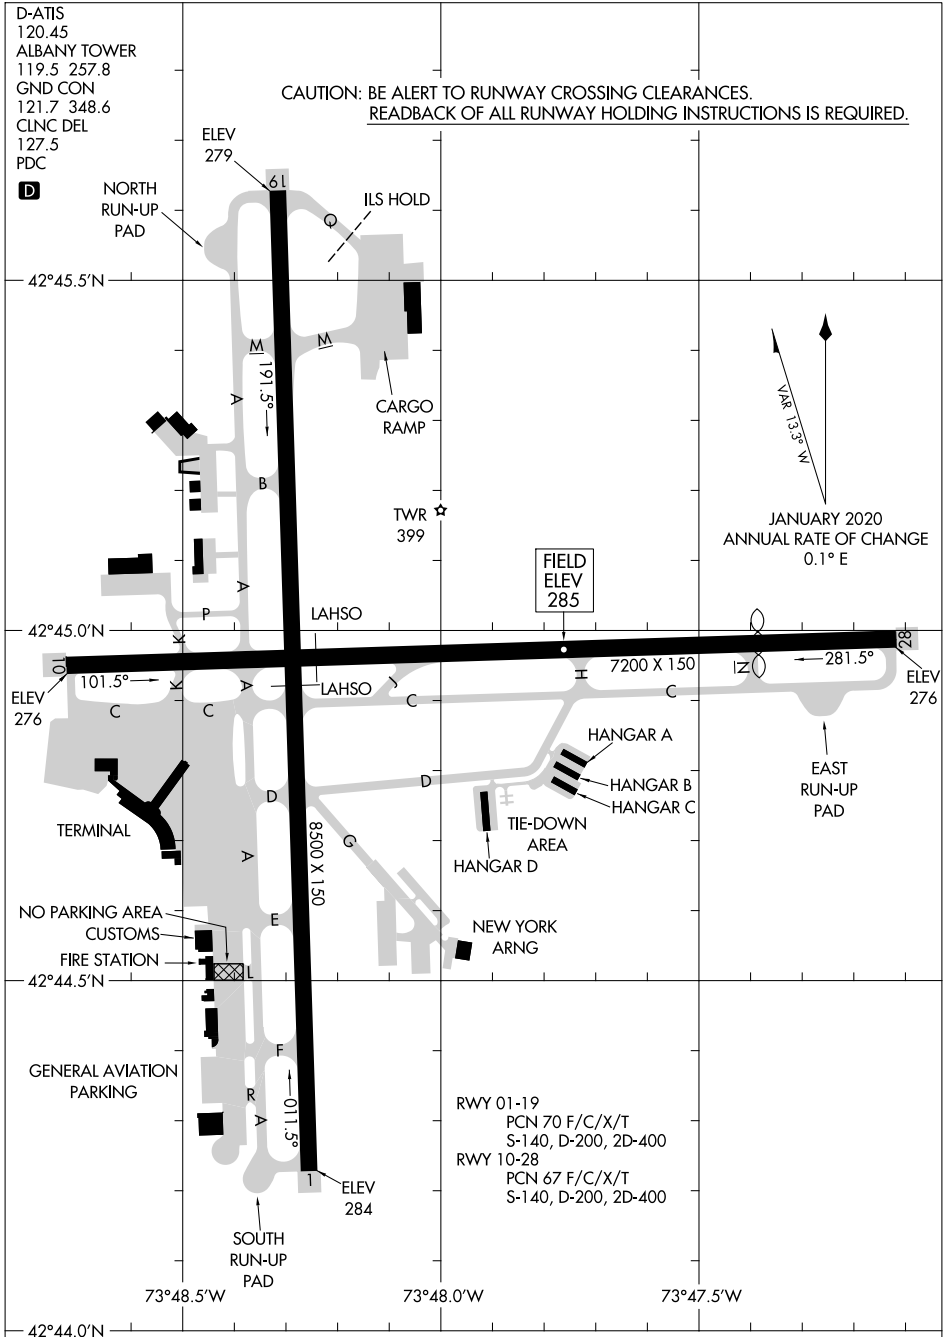 D-ATIS
120.45
ALBANY TOWER
119.5 257.8
GND CON
121.7 348.6
CLNC DEL
127.5
PDC
D
CAUTION: BE ALERT TO RUNWAY CROSSING CLEARANCES.
READBACK OF ALL RUNWAY HOLDING INSTRUCTIONS IS REQUIRED.
ELEV
279
19
NORTH
RUN-UP
PAD
ILS HOLD
Q
42°45.5'N
M
M
191.5°
A
CARGO
RAMP
VAR 13.3° W
JANUARY 2020
ANNUAL RATE OF CHANGE
0.1° E
B
TWR
399
A
FIELD
ELEV
285
P
LAHSO
42°45.0'N
K
10
28
101.5°
K
A
LAHSO
J
H
7200 X 150
N
281.5°
ELEV
276
ELEV
276
C
C
C
C
HANGAR A
HANGAR B
HANGAR C
EAST
RUN-UP
PAD
D
D
TIE-DOWN
AREA
HANGAR D
TERMINAL
A
8500 X 150
G
NO PARKING AREA
CUSTOMS
FIRE STATION
E
NEW YORK
ARNG
L
42°44.5'N
F
GENERAL AVIATION
PARKING
R
A
011.5°
1
ELEV
284
RWY 01-19
PCN 70 F/C/X/T
S-140, D-200, 2D-400
RWY 10-28
PCN 67 F/C/X/T
S-140, D-200, 2D-400
SOUTH
RUN-UP
PAD
73°48.5'W
73°48.0'W
73°47.5'W
42°44.0'N